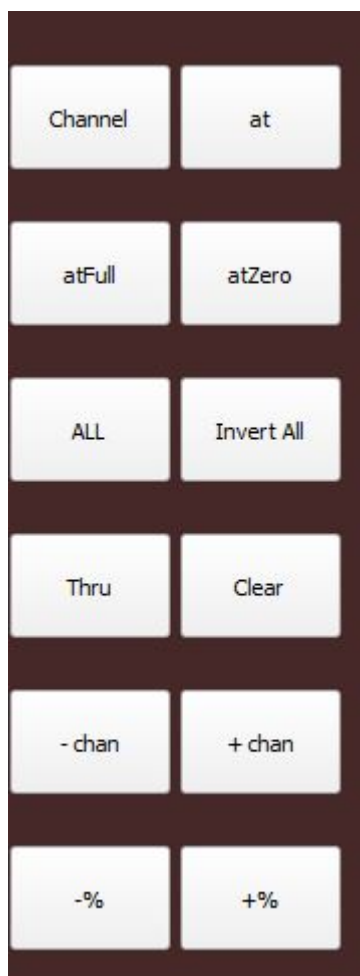 Channel
at
atFull
atZero
ALL
Invert All
Thru
Clear
- chan
+ chan
-%
+%